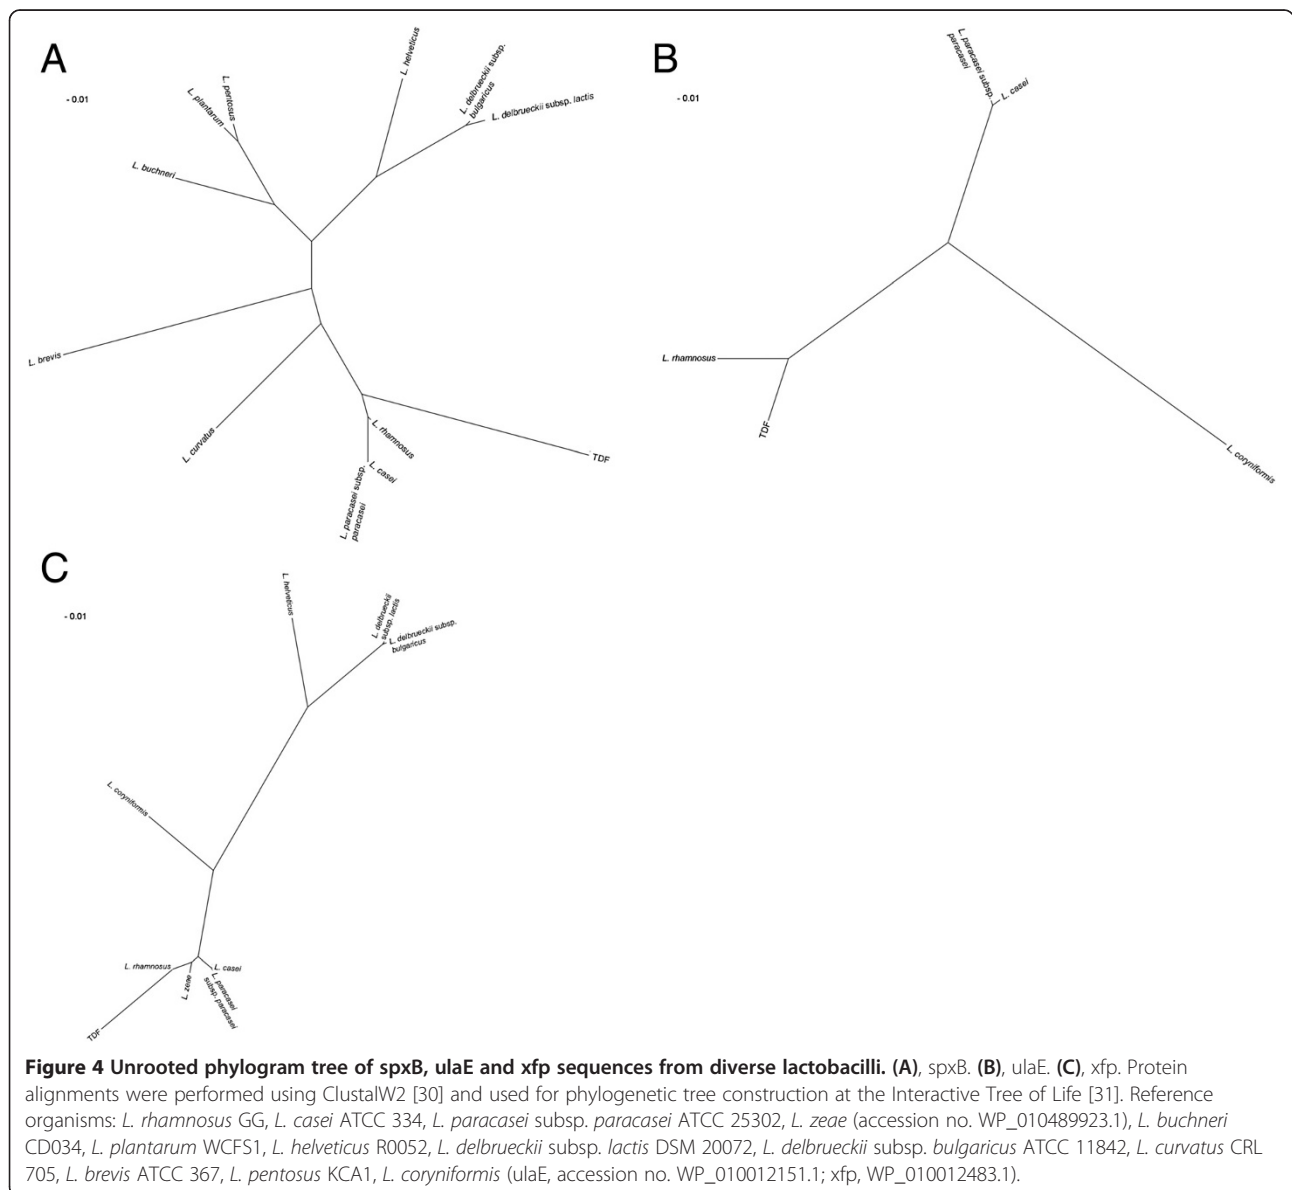 A
- 0.01
L. helveticus
L. delbrueckii subsp.
bulgaricus
L. delbrueckii subsp. lactis
L. pentosus
L. plantarum
L. buchneri
L. brevis
L. curvatus
L. rhamnosus
L. casei
L. paracasei subsp.
paracasei
TDF
B
- 0.01
L. paracasei subsp.
paracasei
L. casei
L. rhamnosus
TDF
L. coryniformis
C
- 0.01
L. helveticus
L. delbrueckii
subsp. lactis
L. delbrueckii subsp.
bulgaricus
L. coryniformis
L. rhamnosus
L. zeae
L. casei
L. paracasei
subsp. paracasei
TDF
Figure 4 Unrooted phylogram tree of spxB, ulaE and xfp sequences from diverse lactobacilli. (A), spxB. (B), ulaE. (C), xfp. Protein
alignments were performed using ClustalW2 [30] and used for phylogenetic tree construction at the Interactive Tree of Life [31]. Reference
organisms: L. rhamnosus GG, L. casei ATCC 334, L. paracasei subsp. paracasei ATCC 25302, L. zeae (accession no. WP_010489923.1), L. buchneri
CD034, L. plantarum WCFS1, L. helveticus R0052, L. delbrueckii subsp. lactis DSM 20072, L. delbrueckii subsp. bulgaricus ATCC 11842, L. curvatus CRL
705, L. brevis ATCC 367, L. pentosus KCA1, L. coryniformis (ulaE, accession no. WP_010012151.1; xfp, WP_010012483.1).